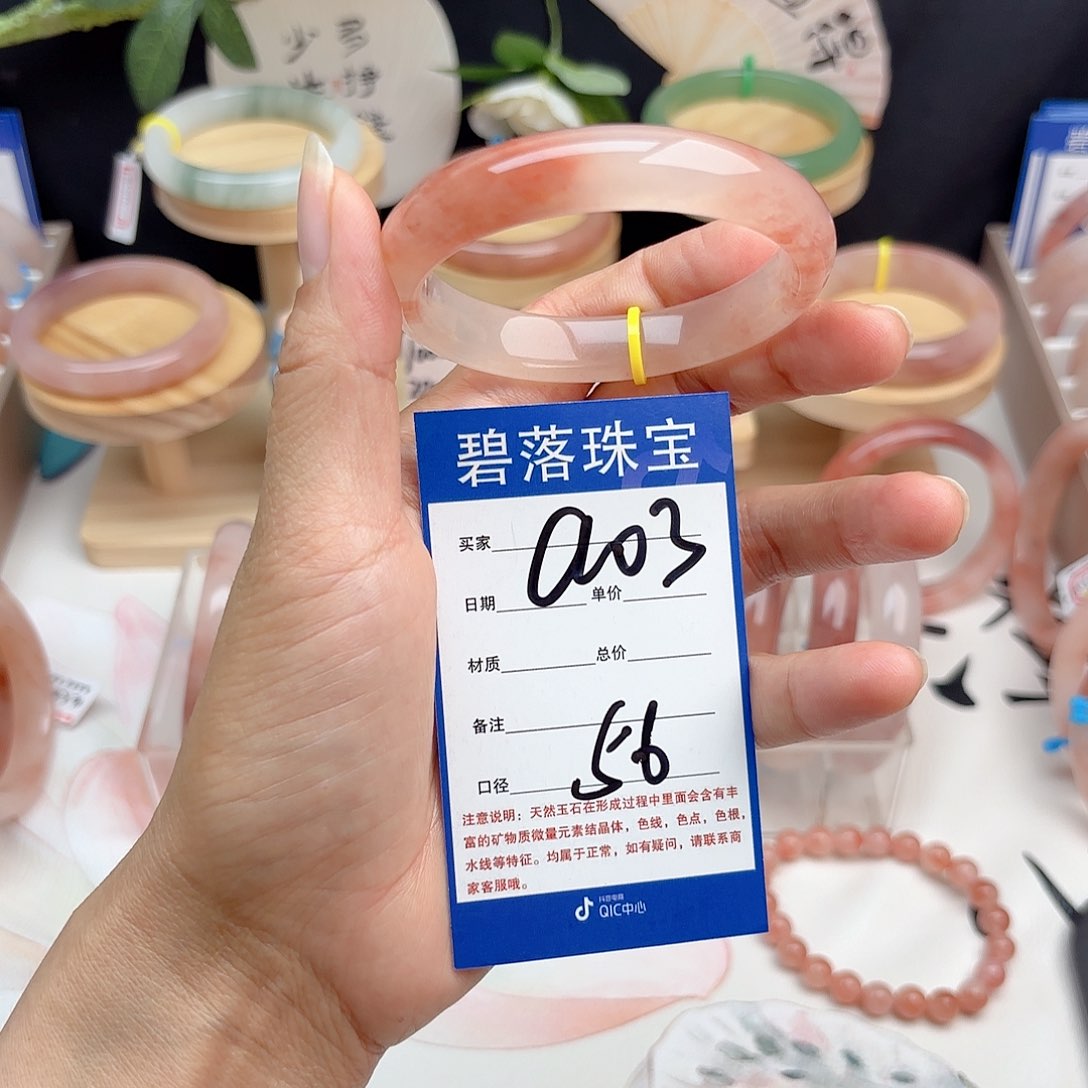 碧落珠宝
买家 a03
日期 单价
材质 总价
备注
口径 56
注意说明：天然玉石在形成过程中里面会含有丰
富的矿物质微量元素结晶体，色线，色点，色根，
水线等特征。均属于正常，如有疑问，请联系商
家客服哦。
抖音电商
QIC中心